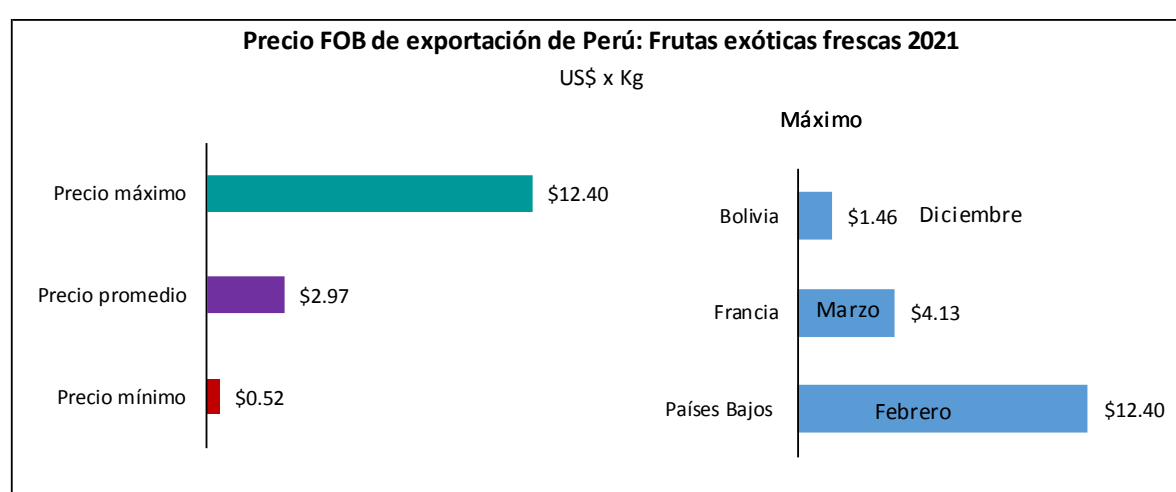 Precio FOB de exportación de Perú: Frutas exóticas frescas 2021
US$ x Kg
Precio máximo $12.40
Precio promedio $2.97
Precio mínimo $0.52
Máximo
Bolivia $1.46 Diciembre
Francia Marzo $4.13
Países Bajos Febrero $12.40